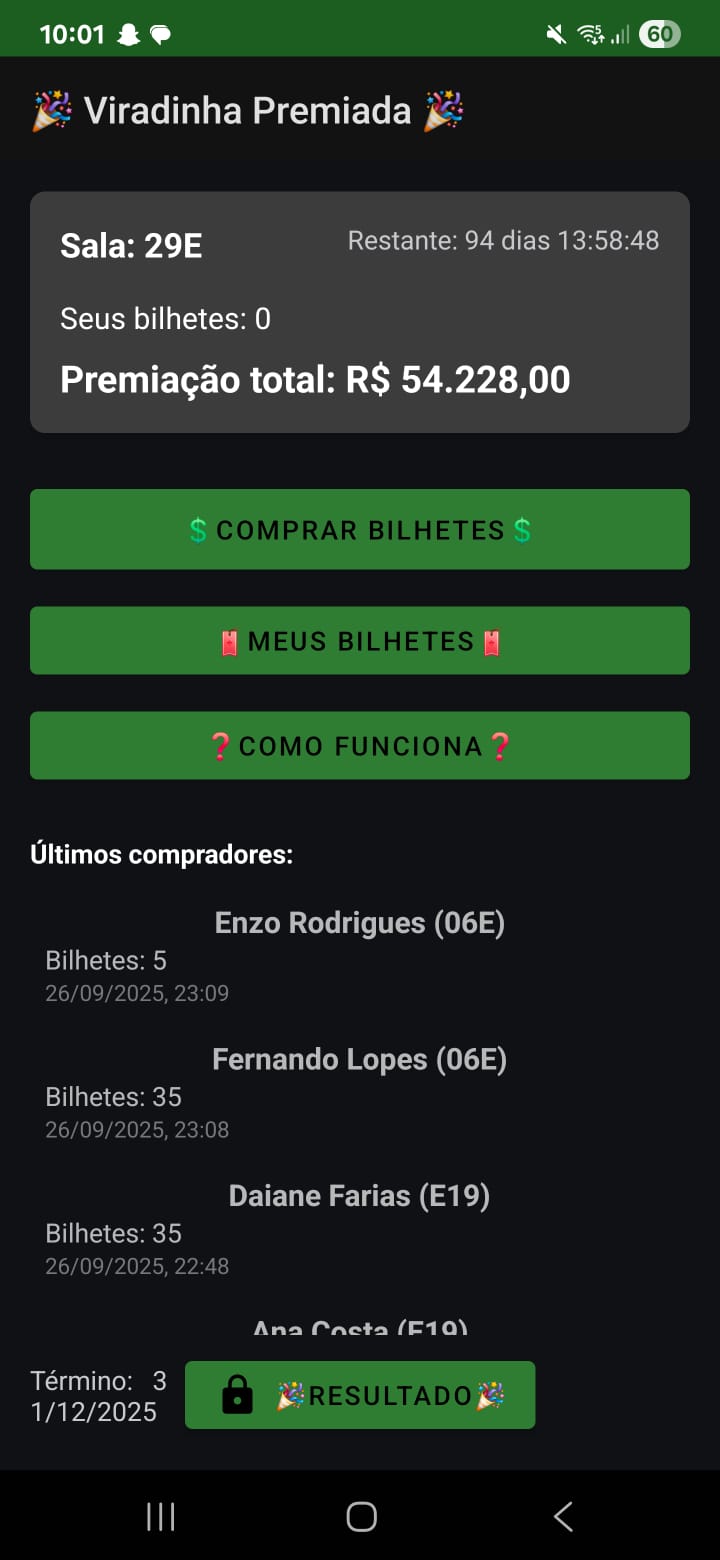 10:01
60
🎉 Viradinha Premiada 🎉
Sala: 29E
Restante: 94 dias 13:58:48
Seus bilhetes: 0
Premiação total: R$ 54.228,00
💲COMPRAR BILHETES💲
🧧MEUS BILHETES🧧
❓COMO FUNCIONA❓
Últimos compradores:
Enzo Rodrigues (06E)
Bilhetes: 5
26/09/2025, 23:09
Fernando Lopes (06E)
Bilhetes: 35
26/09/2025, 23:08
Daiane Farias (E19)
Bilhetes: 35
26/09/2025, 22:48
Ana Costa (E19)
Término: 3
1/12/2025
🎉RESULTADO🎉